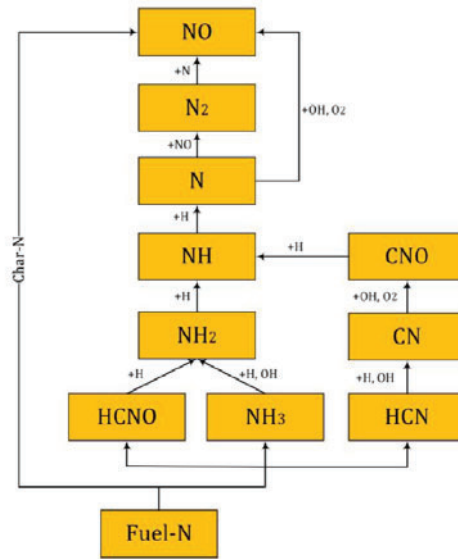 NO
+N
N2
+OH, O2
+NO
N
+H
Char-N
NH
+H
CNO
+H
+OH, O2
NH2
CN
+H
+H, OH
+H, OH
HCNO
NH3
HCN
Fuel-N